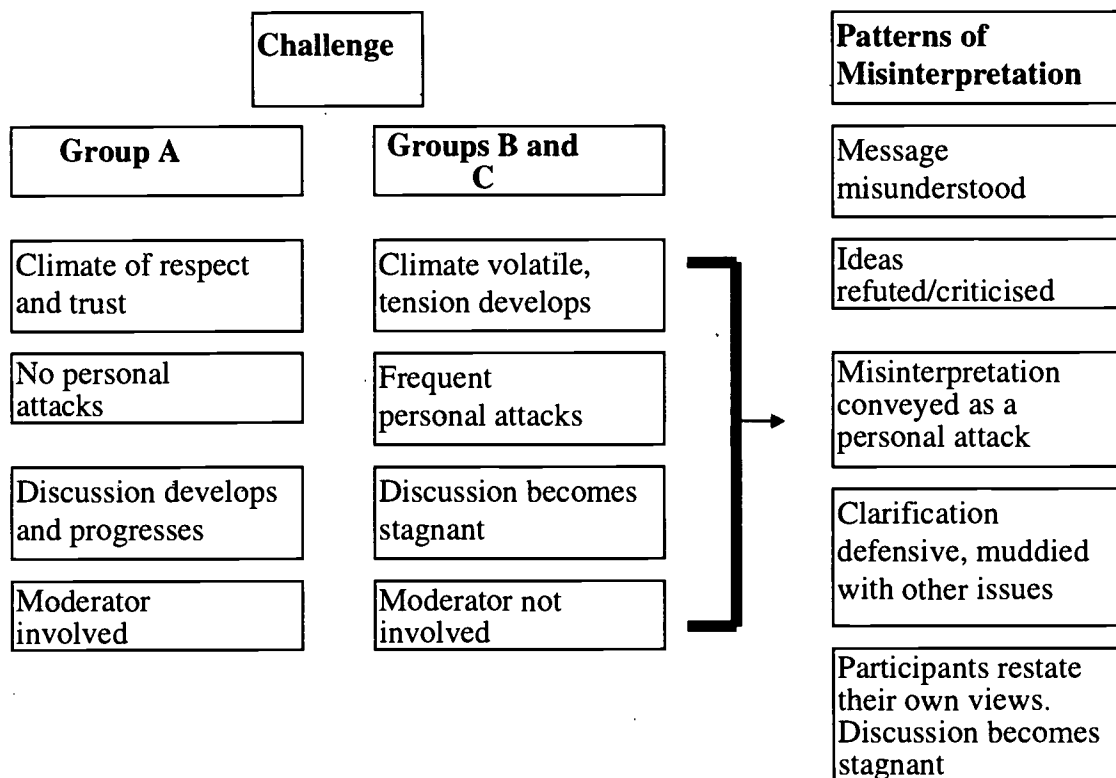 Challenge
Group A
Groups B and
C
Climate of respect
and trust
Climate volatile,
tension develops
No personal
attacks
Frequent
personal attacks
Discussion develops
and progresses
Discussion becomes
stagnant
Moderator
involved
Moderator not
involved
Patterns of
Misinterpretation
Message
misunderstood
Ideas
refuted/criticised
Misinterpretation
conveyed as a
personal attack
Clarification
defensive, muddied
with other issues
Participants restate
their own views.
Discussion becomes
stagnant